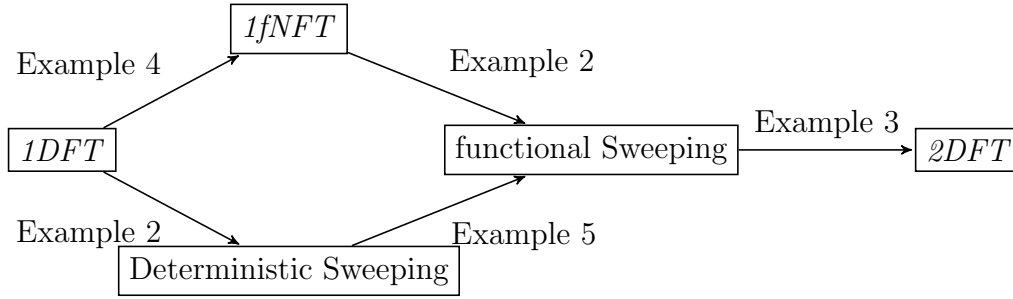 1fNFT
Example 4
Example 2
1DFT
functional Sweeping
Example 3
2DFT
Example 2
Example 5
Deterministic Sweeping